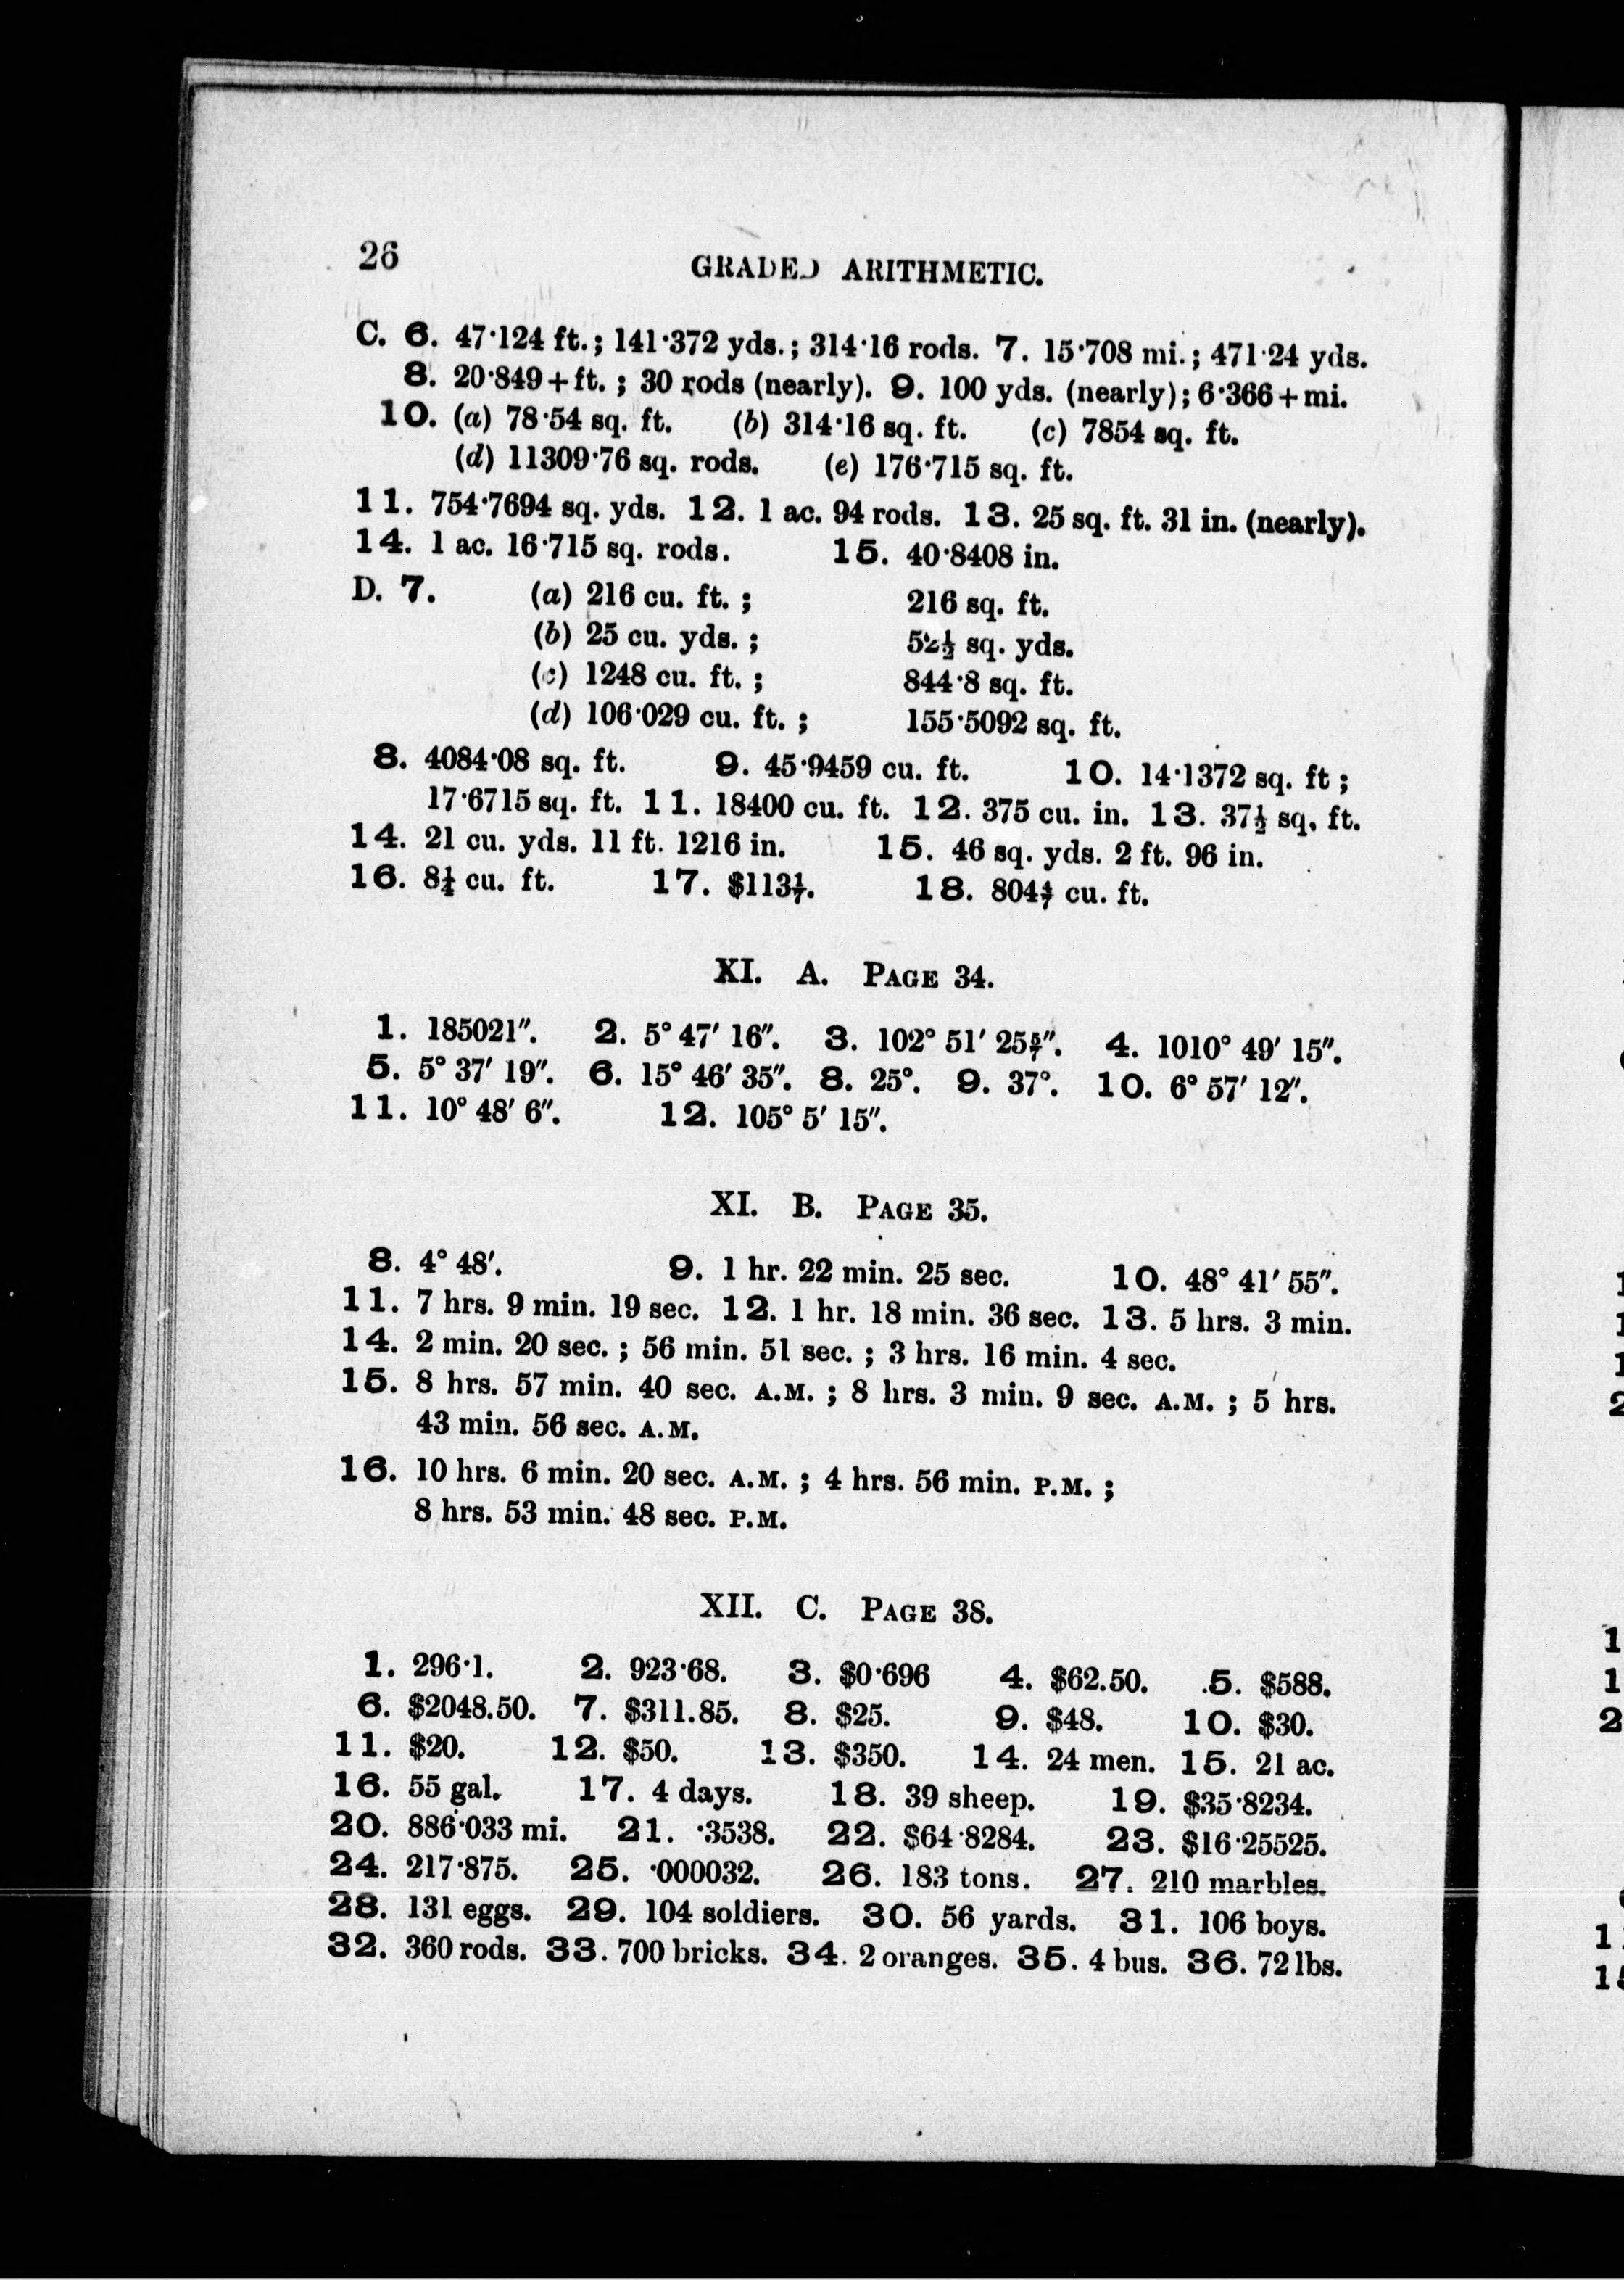 26
GRADED ARITHMETIC.
C. 6. 47·124 ft.; 141·372 yds.; 314·16 rods. 7. 15·708 mi.; 471·24 yds.
8. 20·849+ft. ; 30 rods (nearly). 9. 100 yds. (nearly); 6·366+mi.
10. (a) 78·54 sq. ft. (b) 314·16 sq. ft. (c) 7854 sq. ft.
(d) 11309·76 sq. rods. (e) 176·715 sq. ft.
11. 754·7694 sq. yds. 12. 1 ac. 94 rods. 13. 25 sq. ft. 31 in. (nearly).
14. 1 ac. 16·715 sq. rods. 15. 40·8408 in.
D. 7. (a) 216 cu. ft. ; 216 sq. ft.
(b) 25 cu. yds. ; 52½ sq. yds.
(c) 1248 cu. ft. ; 844·8 sq. ft.
(d) 106·029 cu. ft. ; 155·5092 sq. ft.
8. 4084·08 sq. ft. 9. 45·9459 cu. ft. 10. 14·1372 sq. ft ;
17·6715 sq. ft. 11. 18400 cu. ft. 12. 375 cu. in. 13. 37½ sq. ft.
14. 21 cu. yds. 11 ft. 1216 in. 15. 46 sq. yds. 2 ft. 96 in.
16. 8¼ cu. ft. 17. $113⅐. 18. 804 4/7 cu. ft.
XI. A. PAGE 34.
1. 185021″. 2. 5° 47′ 16″. 3. 102° 51′ 25 5/7″. 4. 1010° 49′ 15″.
5. 5° 37′ 19″. 6. 15° 46′ 35″. 8. 25°. 9. 37°. 10. 6° 57′ 12″.
11. 10° 48′ 6″. 12. 105° 5′ 15″.
XI. B. PAGE 35.
8. 4° 48′. 9. 1 hr. 22 min. 25 sec. 10. 48° 41′ 55″.
11. 7 hrs. 9 min. 19 sec. 12. 1 hr. 18 min. 36 sec. 13. 5 hrs. 3 min.
14. 2 min. 20 sec. ; 56 min. 51 sec. ; 3 hrs. 16 min. 4 sec.
15. 8 hrs. 57 min. 40 sec. A.M. ; 8 hrs. 3 min. 9 sec. A.M. ; 5 hrs.
43 min. 56 sec. A.M.
16. 10 hrs. 6 min. 20 sec. A.M. ; 4 hrs. 56 min. P.M. ;
8 hrs. 53 min. 48 sec. P.M.
XII. C. PAGE 38.
1. 296·1. 2. 923·68. 3. $0·696 4. $62.50. 5. $588.
6. $2048.50. 7. $311.85. 8. $25. 9. $48. 10. $30.
11. $20. 12. $50. 13. $350. 14. 24 men. 15. 21 ac.
16. 55 gal. 17. 4 days. 18. 39 sheep. 19. $35·8234.
20. 886·033 mi. 21. ·3538. 22. $64·8284. 23. $16·25525.
24. 217·875. 25. ·000032. 26. 183 tons. 27. 210 marbles.
28. 131 eggs. 29. 104 soldiers. 30. 56 yards. 31. 106 boys.
32. 360 rods. 33. 700 bricks. 34. 2 oranges. 35. 4 bus. 36. 72 lbs.